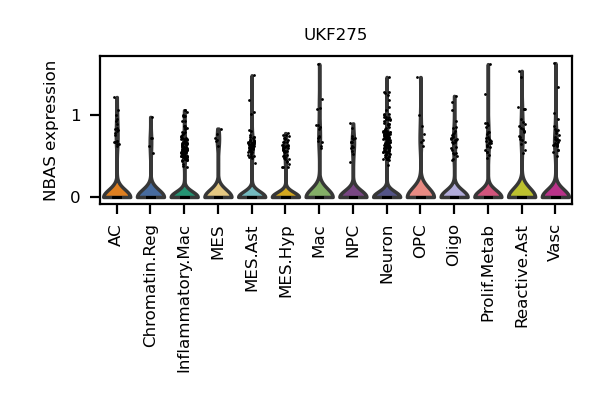 UKF275
NBAS expression
1
0
AC
Chromatin.Reg
Inflammatory.Mac
MES
MES.Ast
MES.Hyp
Mac
NPC
Neuron
OPC
Oligo
Prolif.Metab
Reactive.Ast
Vasc